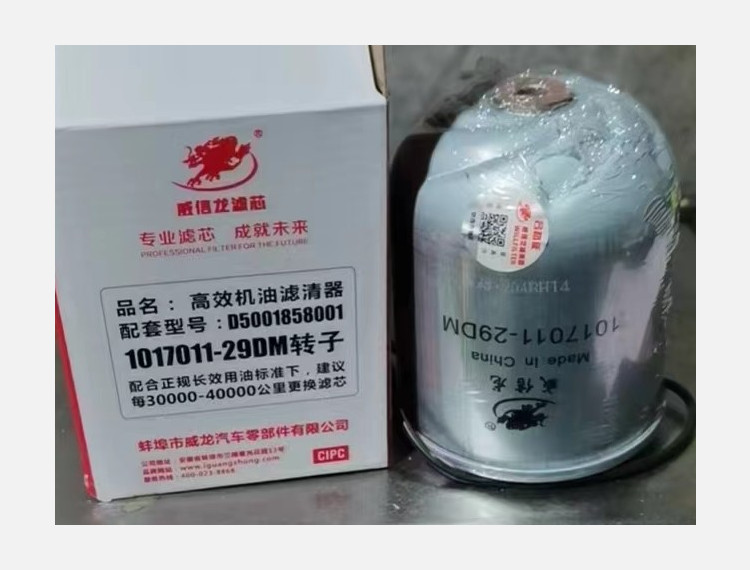 ®
威信龙滤芯
专业滤芯 成就未来
PROFESSIONAL FILTER FOR THE FUTURE
品名：高效机油滤清器
配套型号：D5001858001
1017011-29DM转子
配合正规长效用油标准下，建议
每30000-40000公里更换滤芯
蚌埠市威龙汽车零部件有限公司
CIPC
1017011-29DM
Made in China
威信龙
®